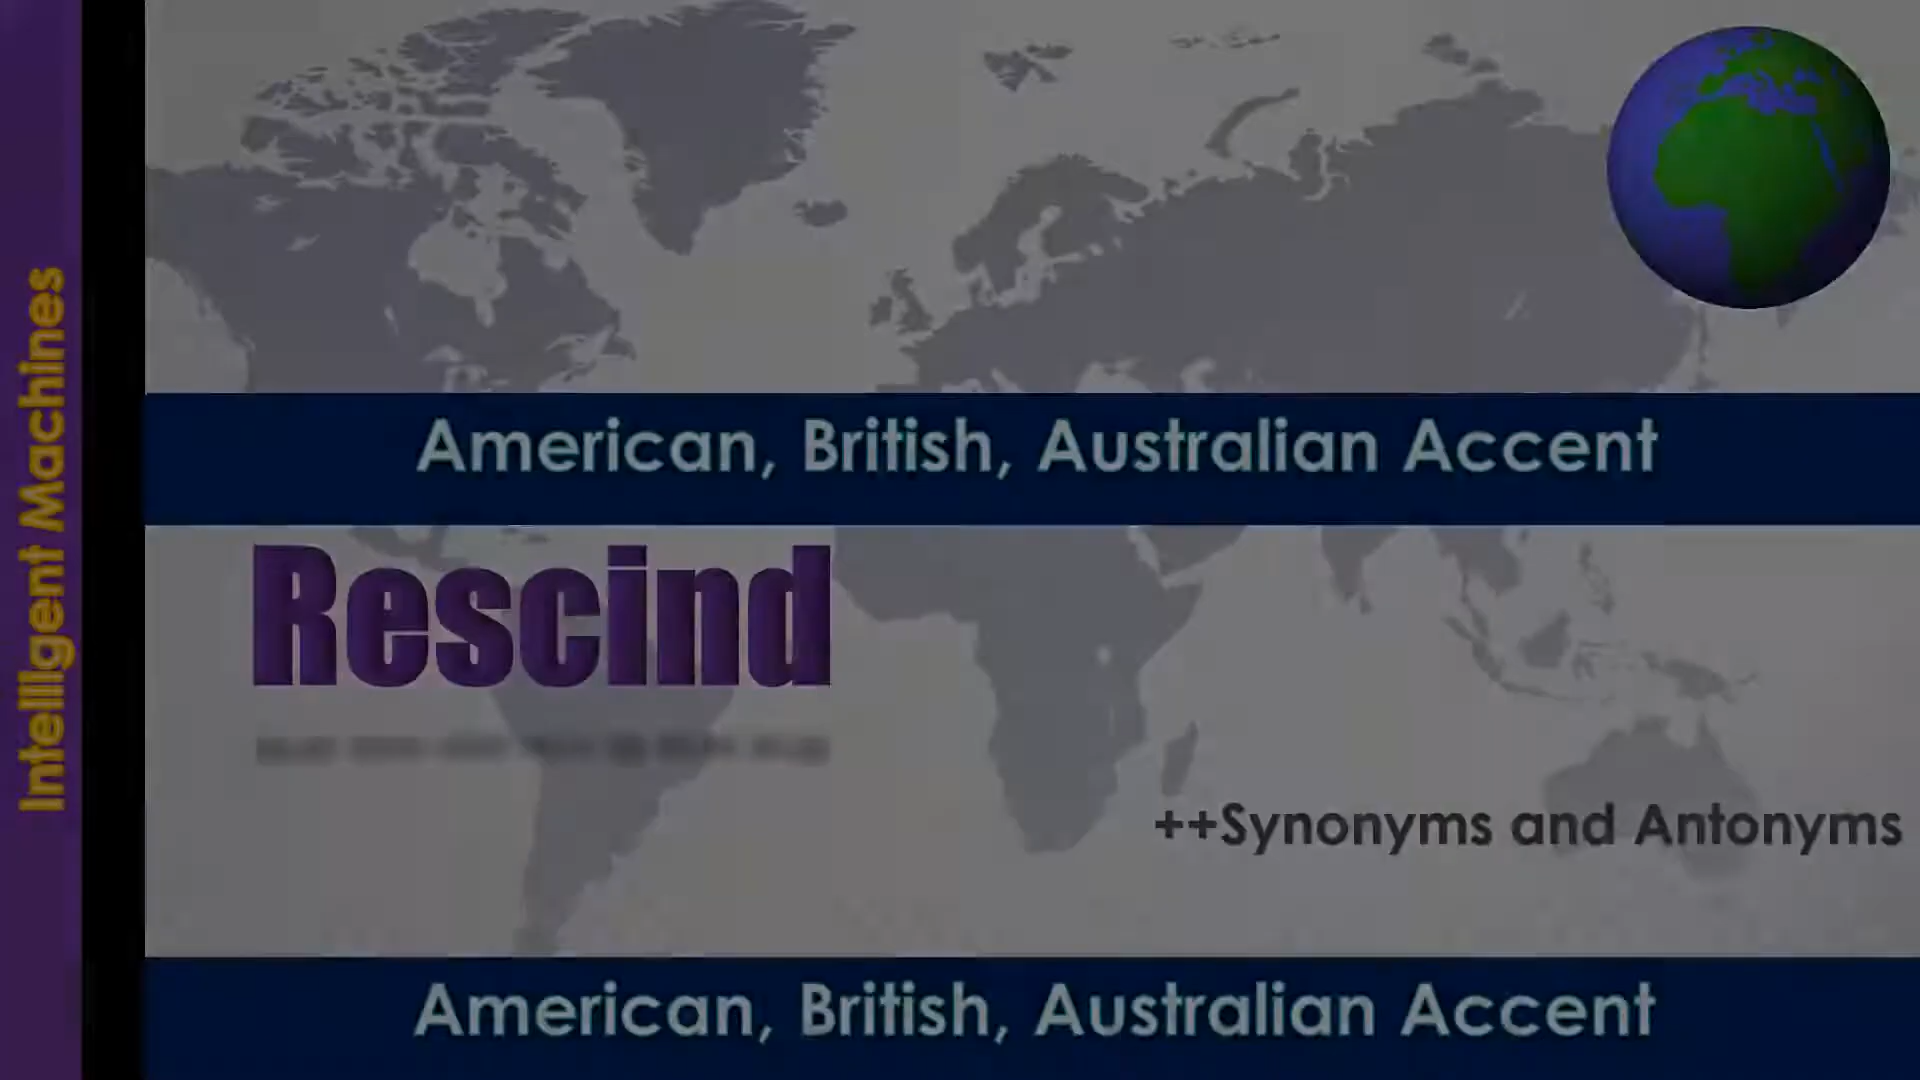 Intelligent Machines
American, British, Australian Accent
Rescind
++Synonyms and Antonyms
American, British, Australian Accent